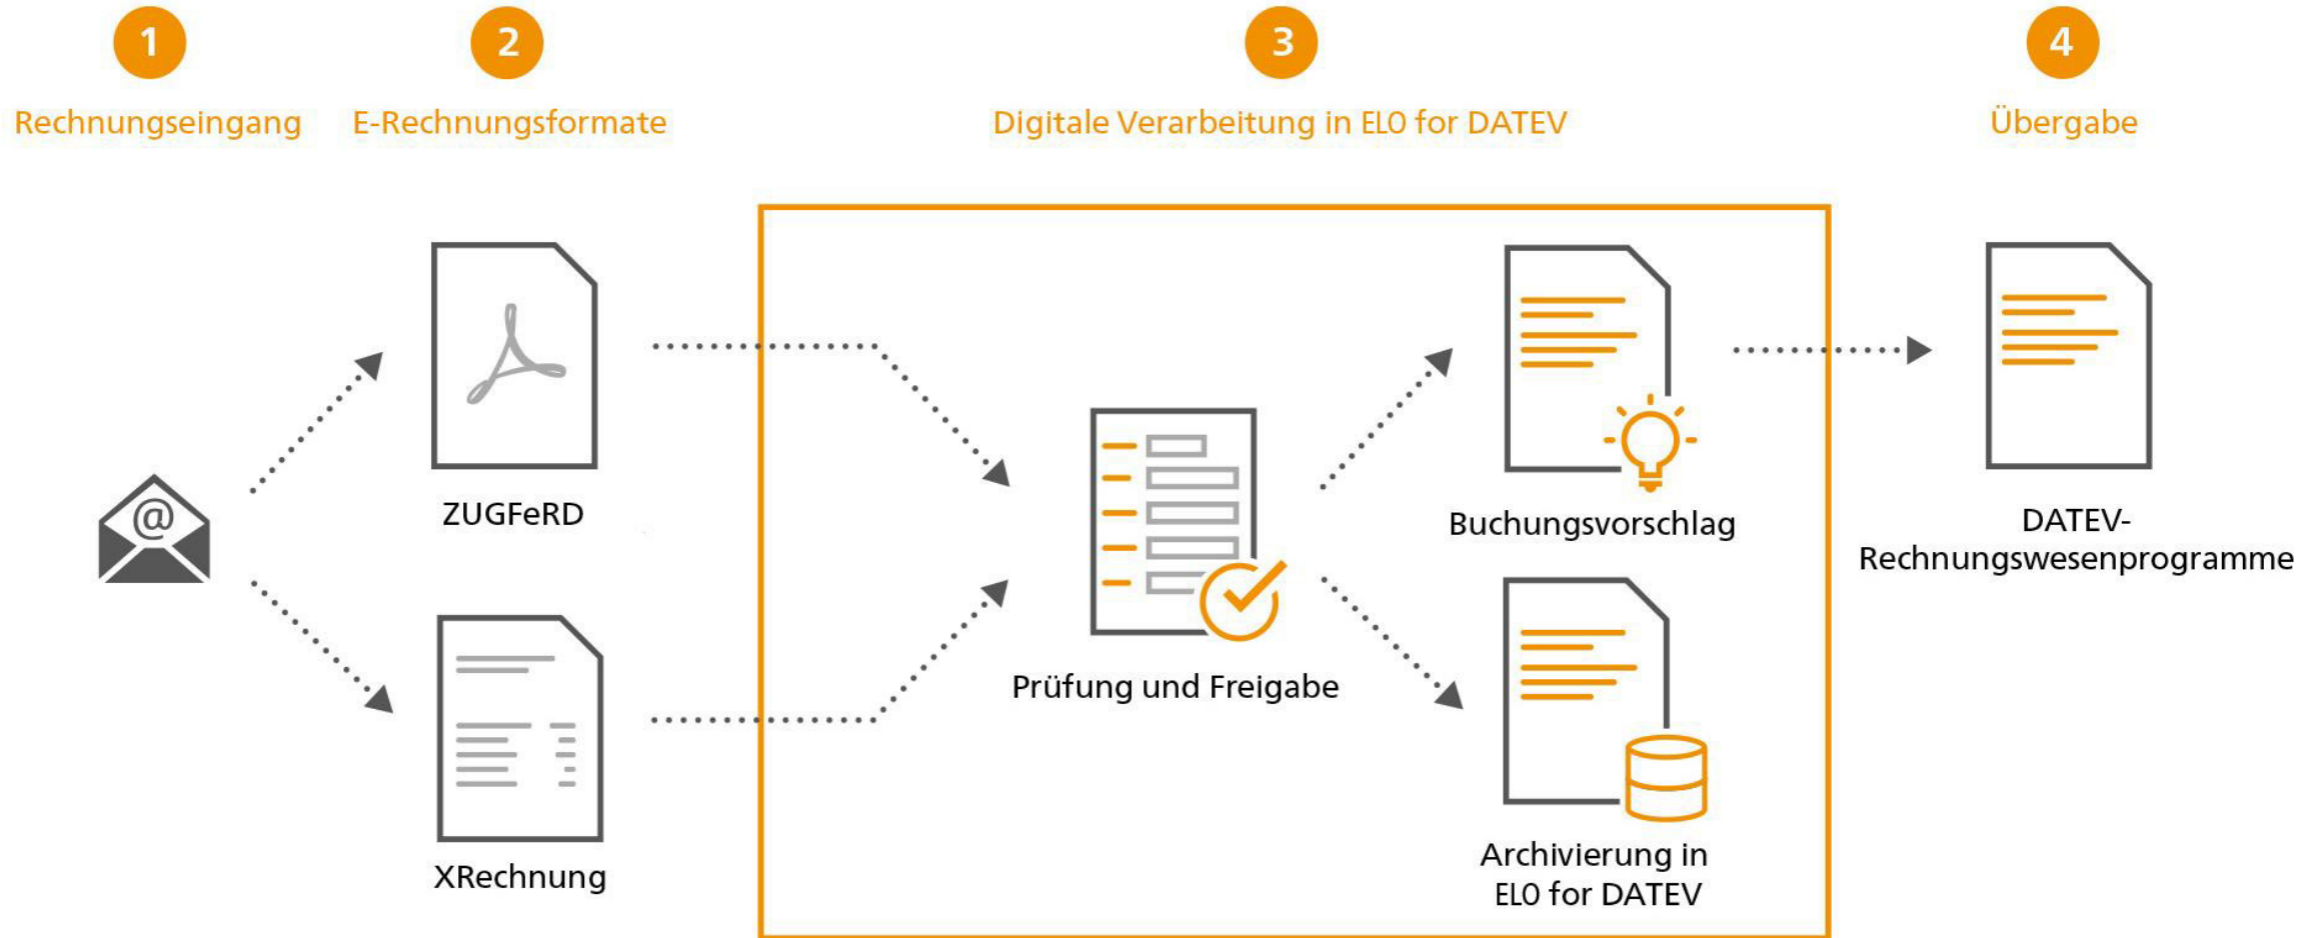 1
Rechnungseingang
2
E-Rechnungsformate
3
Digitale Verarbeitung in ELO for DATEV
4
Übergabe
@
ZUGFeRD
XRechnung
Prüfung und Freigabe
Buchungsvorschlag
Archivierung in
ELO for DATEV
DATEV-
Rechnungswesenprogramme